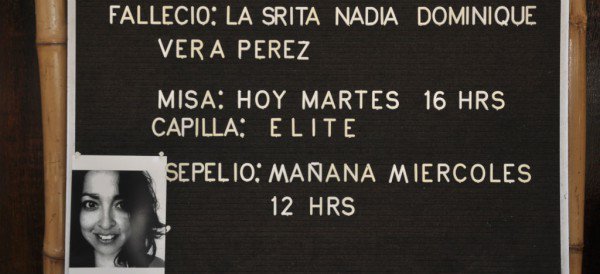 FALLECIO: LA SRITA NADIA DOMINIQUE
VERA PEREZ
MISA: HOY MARTES 16 HRS
CAPILLA: ELITE
SEPELIO: MAÑANA MIERCOLES
12 HRS